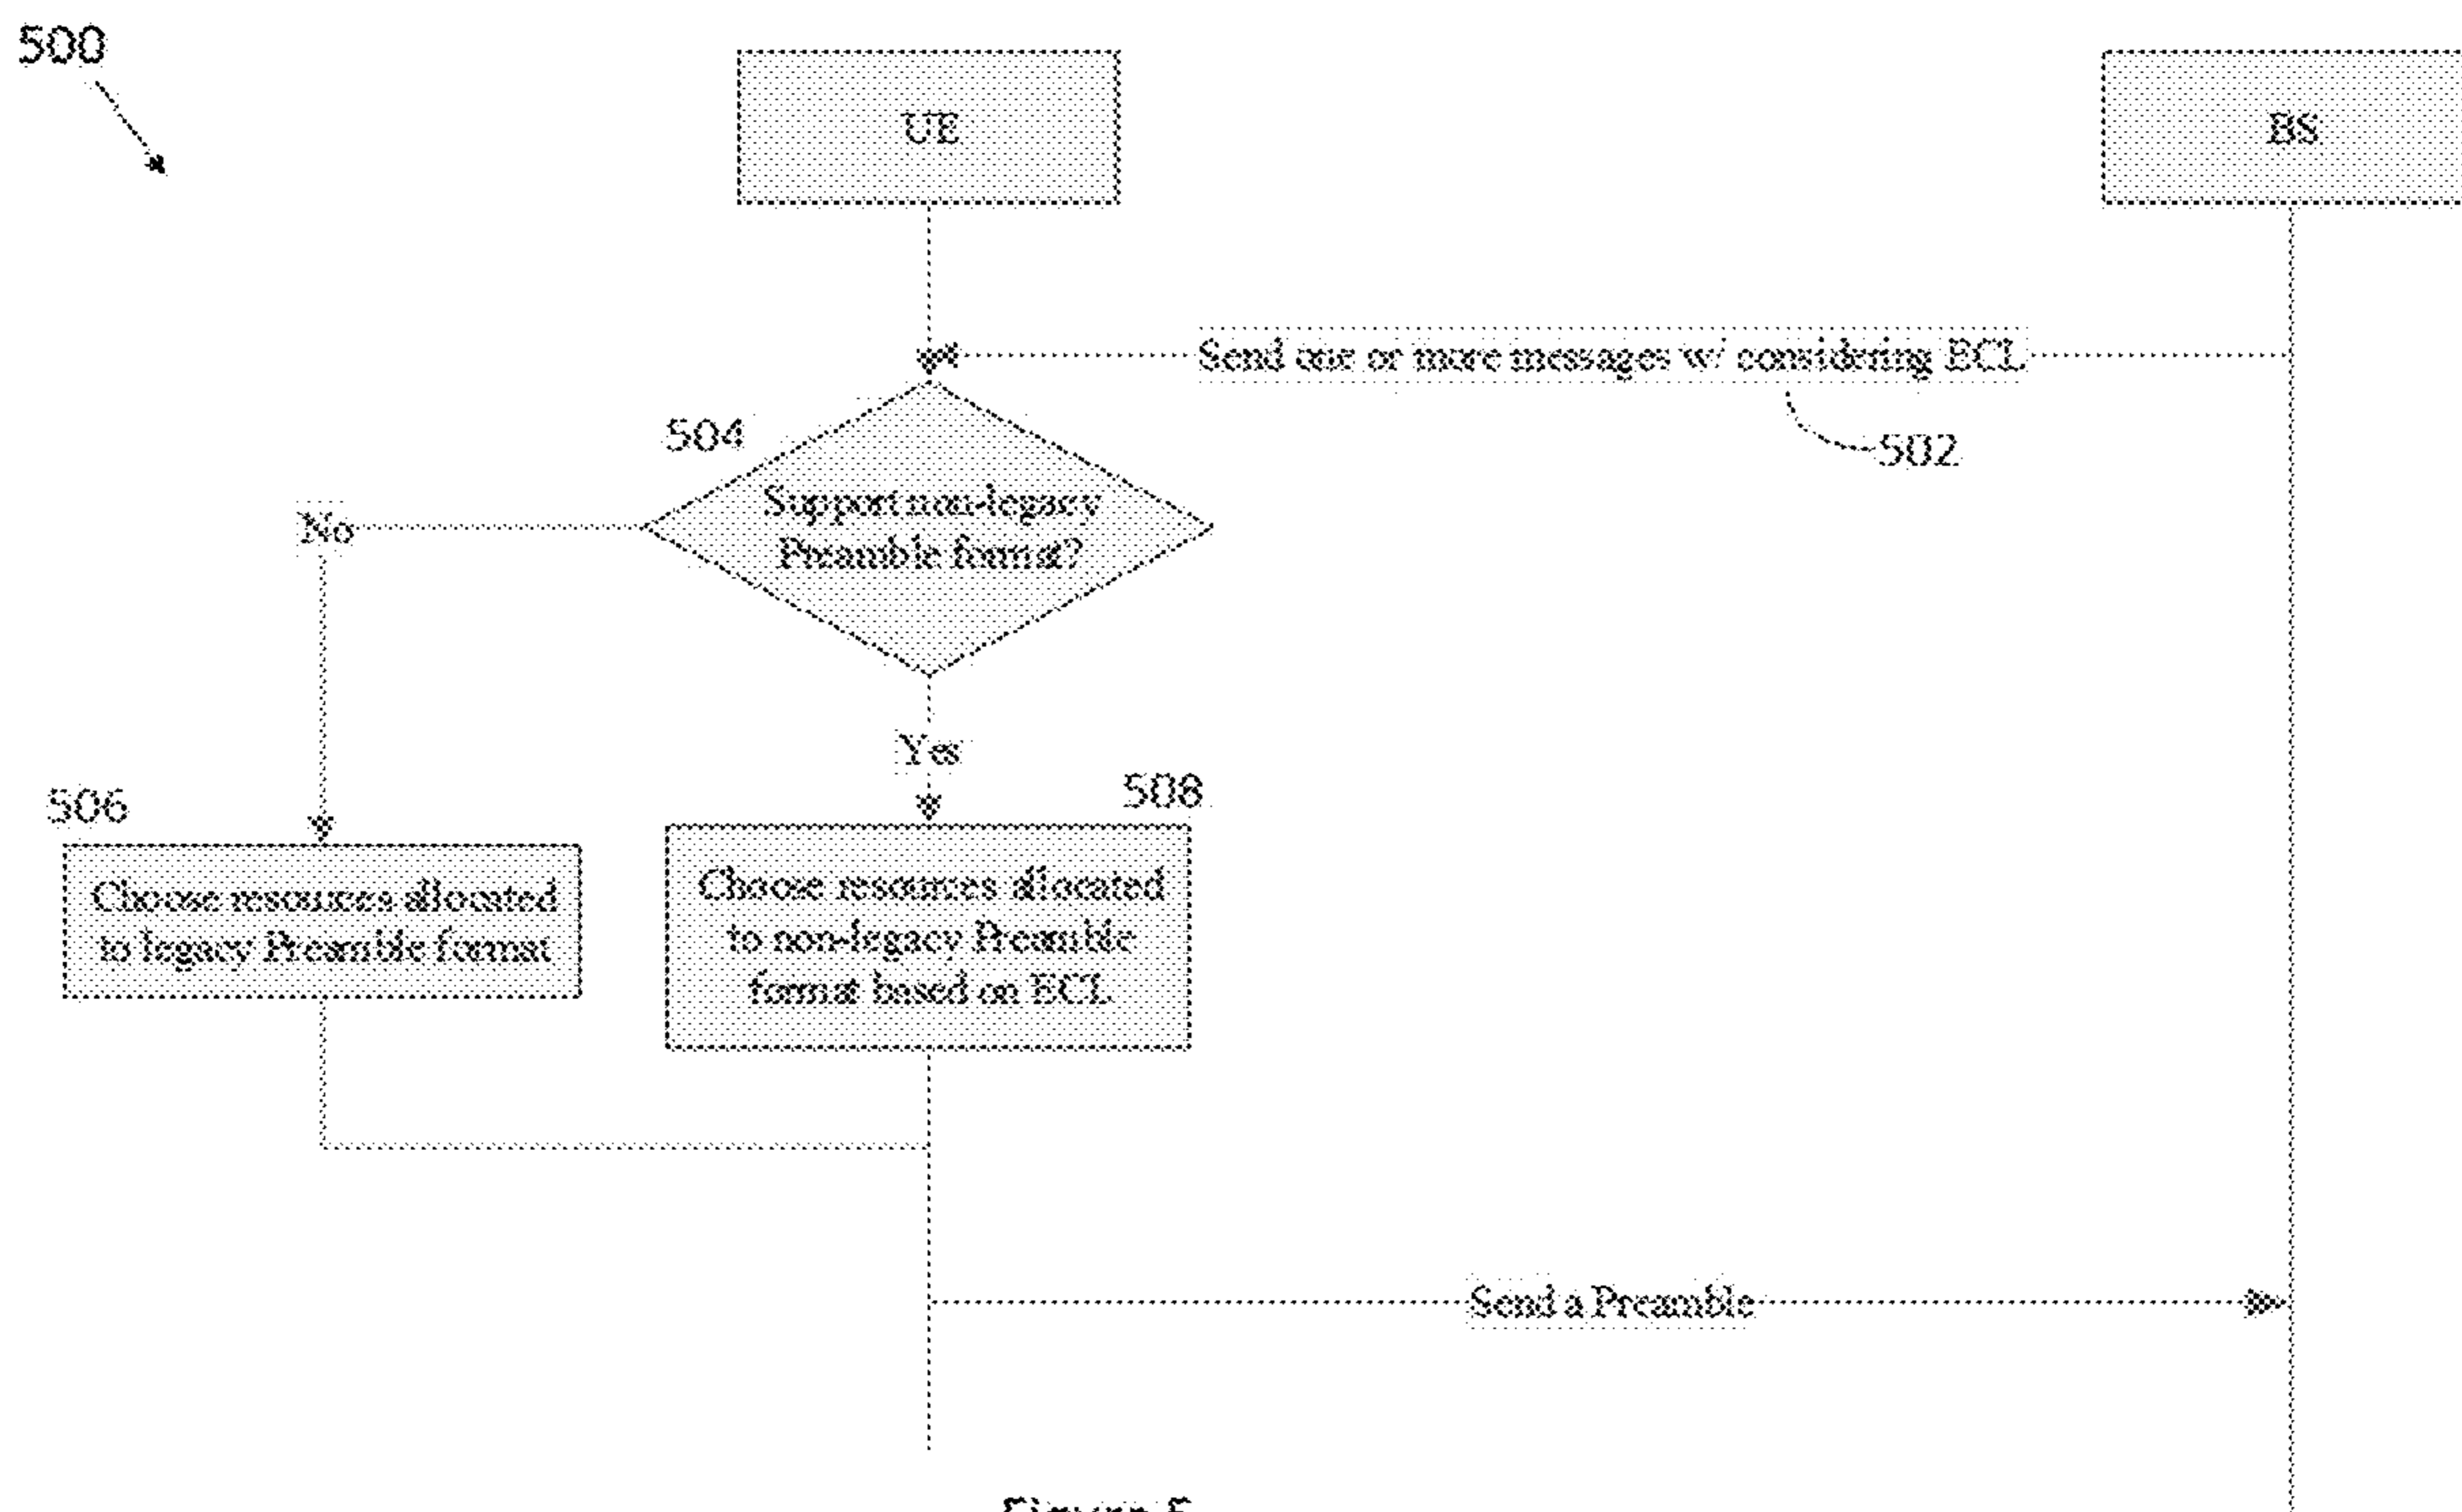 500
UE
BS
Send one or more messages w/ considering ECL
502
504
Support non-legacy
Preamble format?
No
Yes
506
508
Choose resources allocated
to legacy Preamble format
Choose resources allocated
to non-legacy Preamble
format based on ECL
Send a Preamble
Figure 5